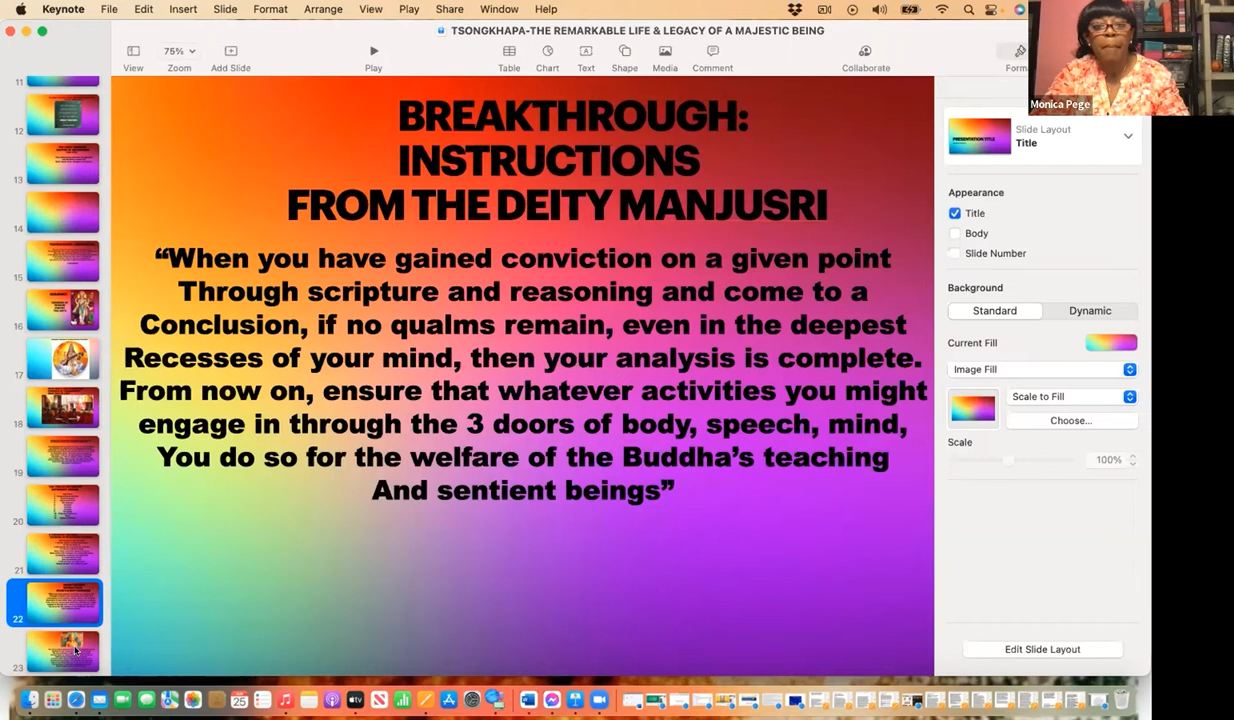 Keynote File Edit Insert Slide Format Arrange View Play Share Window Help
TSONGKHAPA-THE REMARKABLE LIFE & LEGACY OF A MAJESTIC BEING
75%
View Zoom Add Slide Play Table Chart Text Shape Media Comment Collaborate
Monica Pege
BREAKTHROUGH:
INSTRUCTIONS
FROM THE DEITY MANJUSRI
“When you have gained conviction on a given point
Through scripture and reasoning and come to a
Conclusion, if no qualms remain, even in the deepest
Recesses of your mind, then your analysis is complete.
From now on, ensure that whatever activities you might
engage in through the 3 doors of body, speech, mind,
You do so for the welfare of the Buddha’s teaching
And sentient beings”
11
12
13
14
15
16
17
18
19
20
21
22
23
Slide Layout
Title
Appearance
Title
Body
Slide Number
Background
Standard Dynamic
Current Fill
Image Fill
Scale to Fill
Choose...
Scale
100%
Edit Slide Layout
25